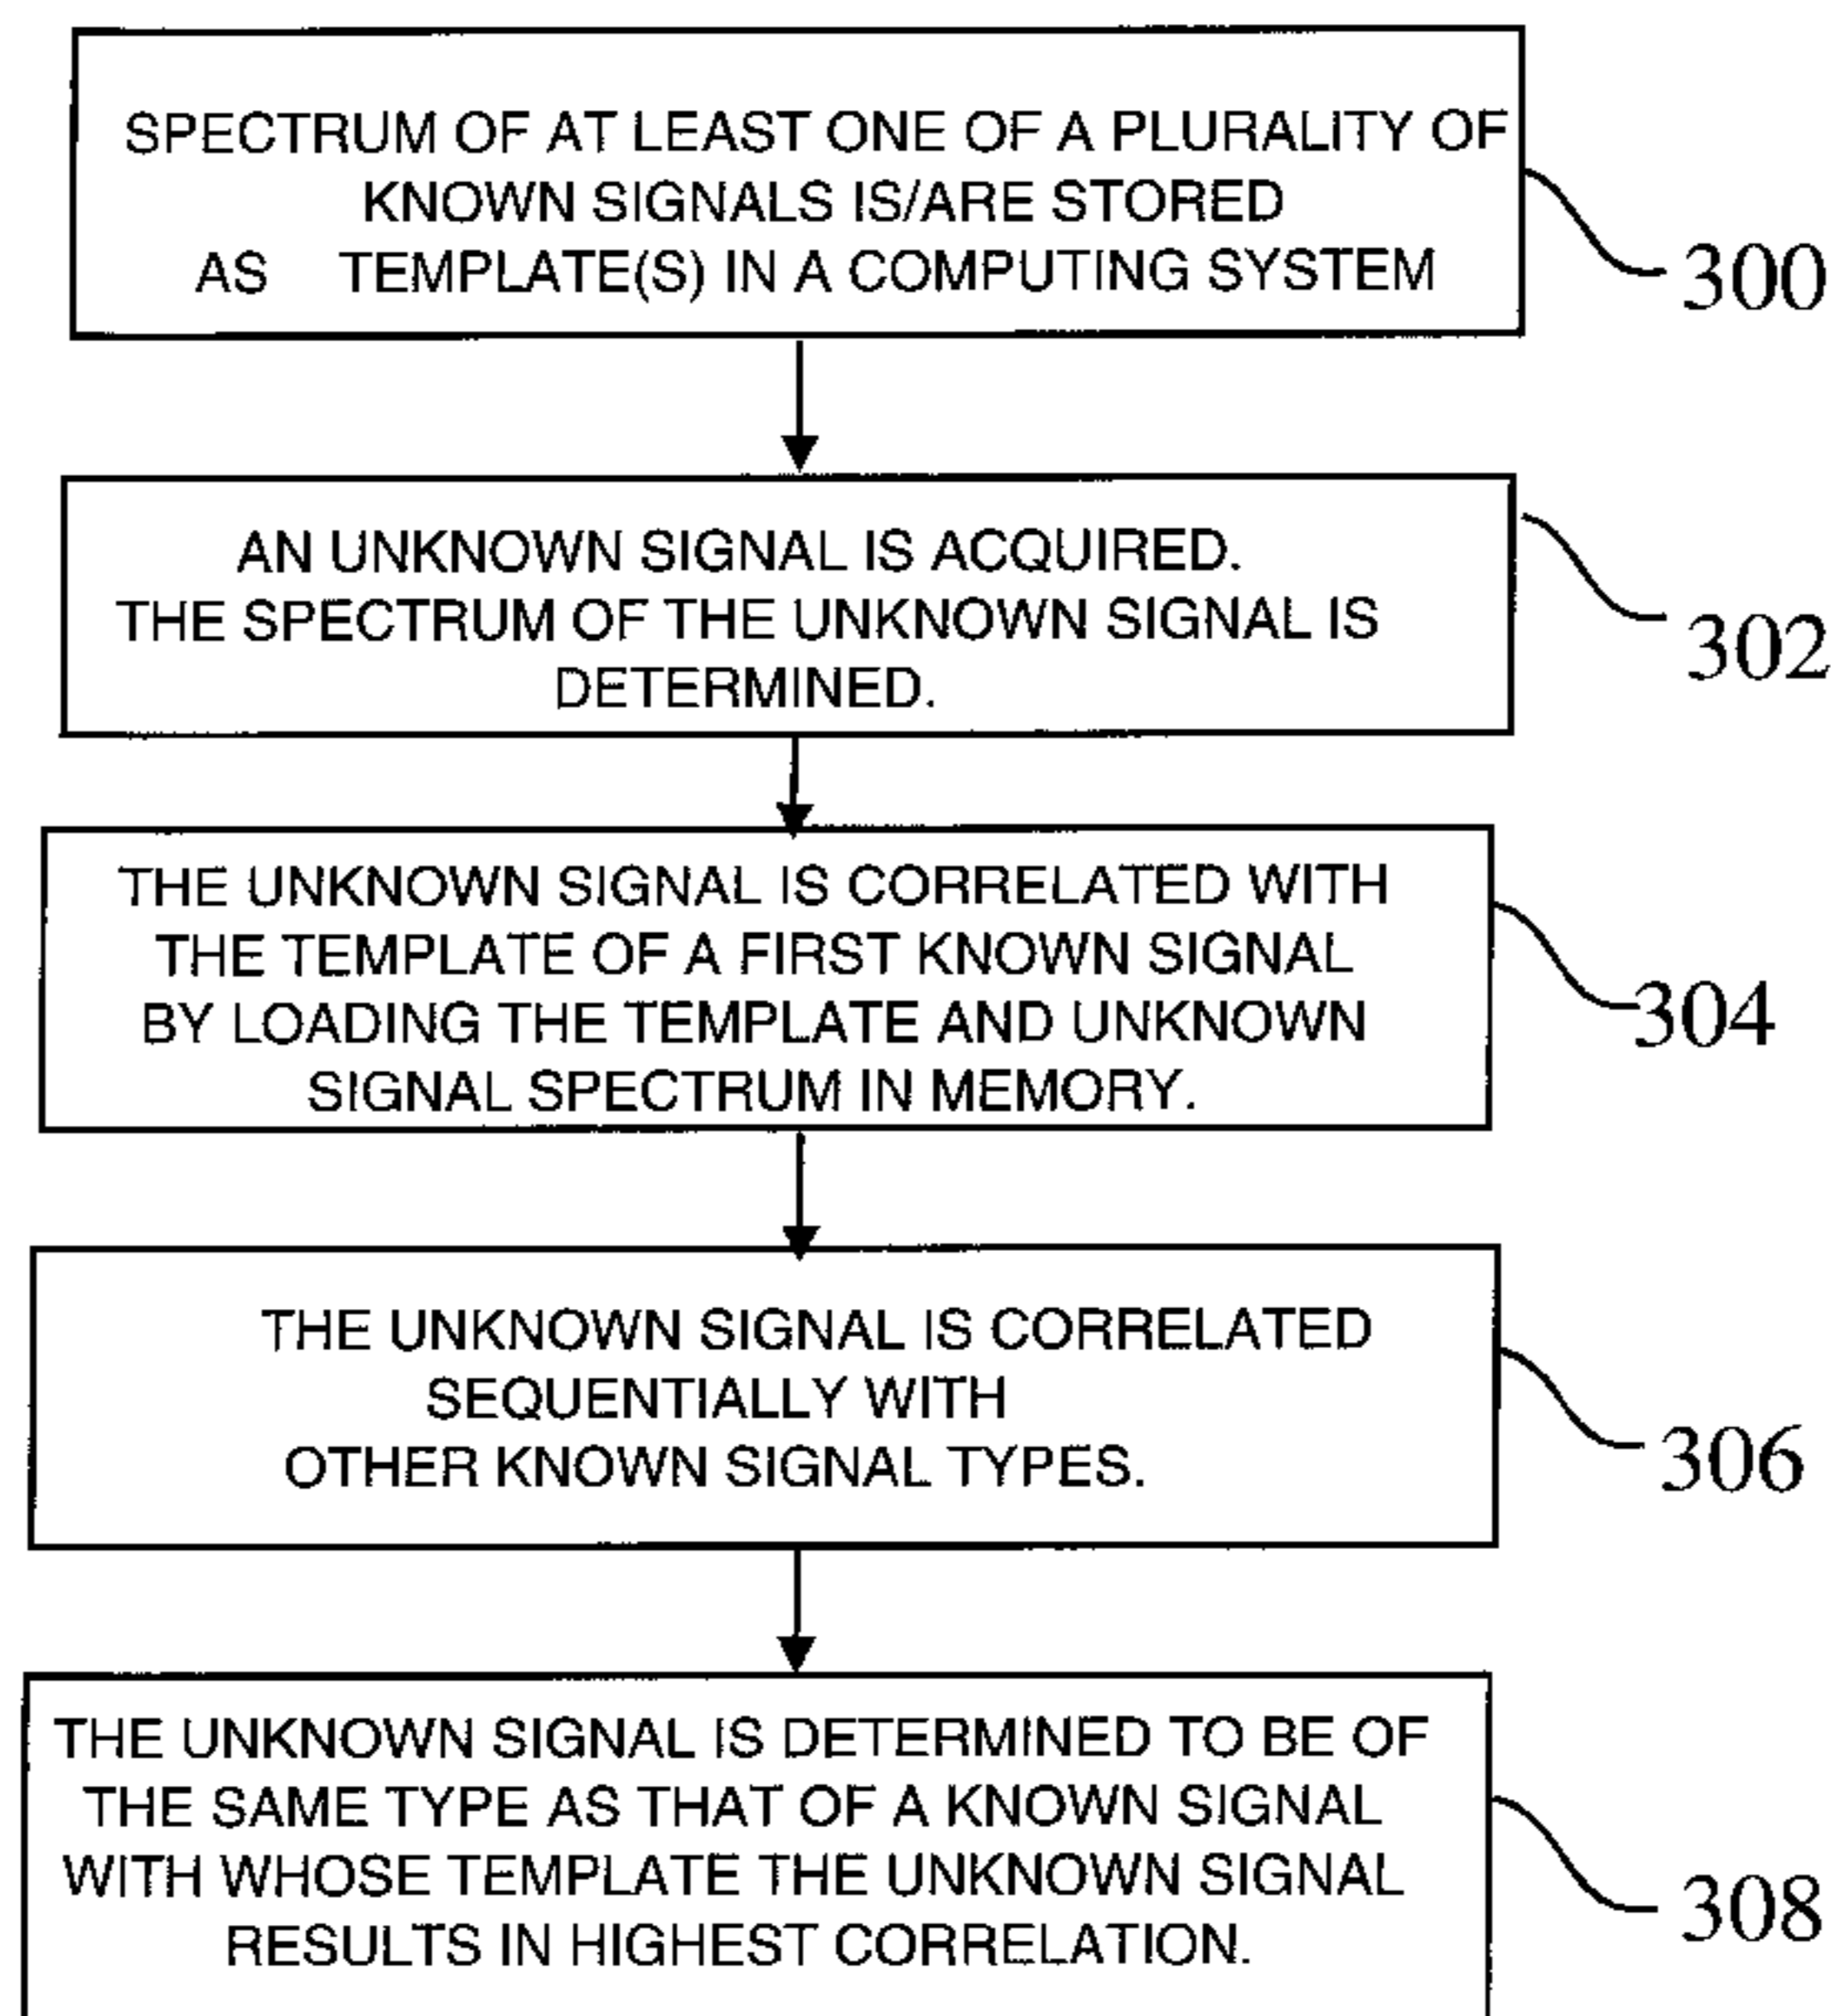 SPECTRUM OF AT LEAST ONE OF A PLURALITY OF
KNOWN SIGNALS IS/ARE STORED
AS TEMPLATE(S) IN A COMPUTING SYSTEM
300
AN UNKNOWN SIGNAL IS ACQUIRED.
THE SPECTRUM OF THE UNKNOWN SIGNAL IS
DETERMINED.
302
THE UNKNOWN SIGNAL IS CORRELATED WITH
THE TEMPLATE OF A FIRST KNOWN SIGNAL
BY LOADING THE TEMPLATE AND UNKNOWN
SIGNAL SPECTRUM IN MEMORY.
304
THE UNKNOWN SIGNAL IS CORRELATED
SEQUENTIALLY WITH
OTHER KNOWN SIGNAL TYPES.
306
THE UNKNOWN SIGNAL IS DETERMINED TO BE OF
THE SAME TYPE AS THAT OF A KNOWN SIGNAL
WITH WHOSE TEMPLATE THE UNKNOWN SIGNAL
RESULTS IN HIGHEST CORRELATION.
308